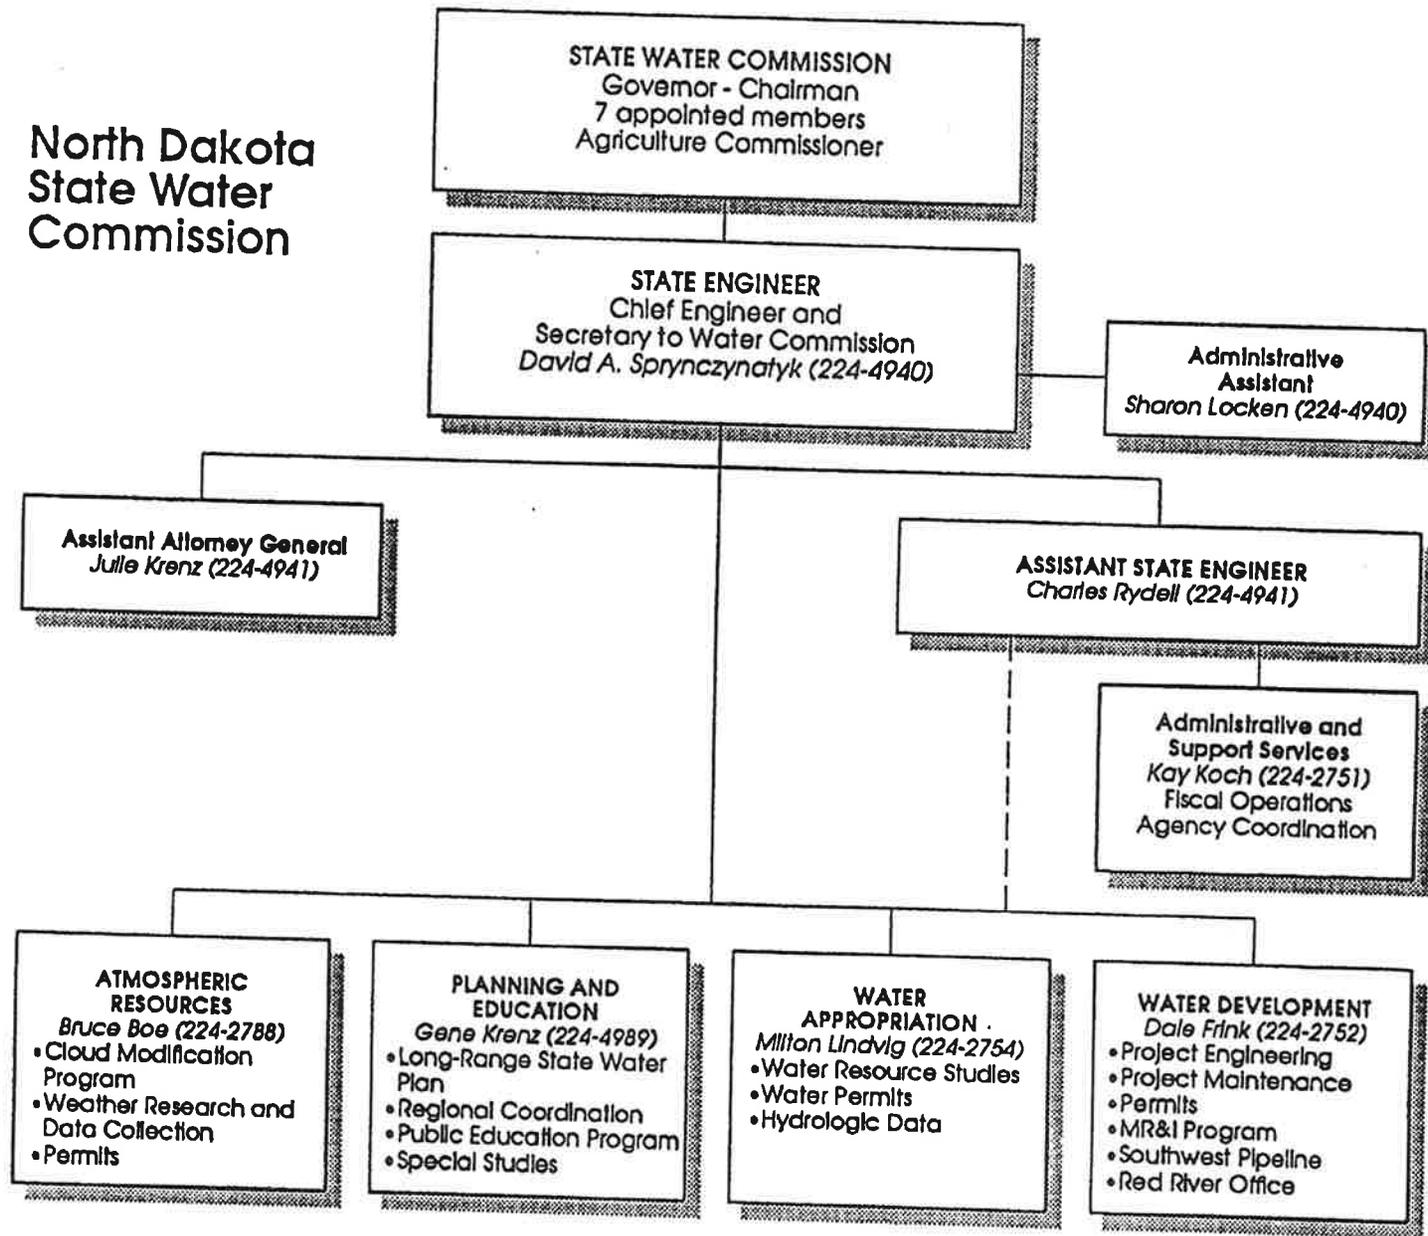 North Dakota
State Water
Commission
STATE WATER COMMISSION
Governor - Chairman
7 appointed members
Agriculture Commissioner
STATE ENGINEER
Chief Engineer and
Secretary to Water Commission
David A. Sprynczynatyk (224-4940)
Administrative
Assistant
Sharon Locken (224-4940)
Assistant Attorney General
Julie Krenz (224-4941)
ASSISTANT STATE ENGINEER
Charles Rydell (224-4941)
Administrative and
Support Services
Kay Koch (224-2751)
Fiscal Operations
Agency Coordination
ATMOSPHERIC
RESOURCES
Bruce Boe (224-2788)
•Cloud Modification
Program
•Weather Research and
Data Collection
•Permits
PLANNING AND
EDUCATION
Gene Krenz (224-4989)
•Long-Range State Water
Plan
•Regional Coordination
•Public Education Program
•Special Studies
WATER
APPROPRIATION
Milton Lindvig (224-2754)
•Water Resource Studies
•Water Permits
•Hydrologic Data
WATER DEVELOPMENT
Dale Frink (224-2752)
•Project Engineering
•Project Maintenance
•Permits
•MR&I Program
•Southwest Pipeline
•Red River Office